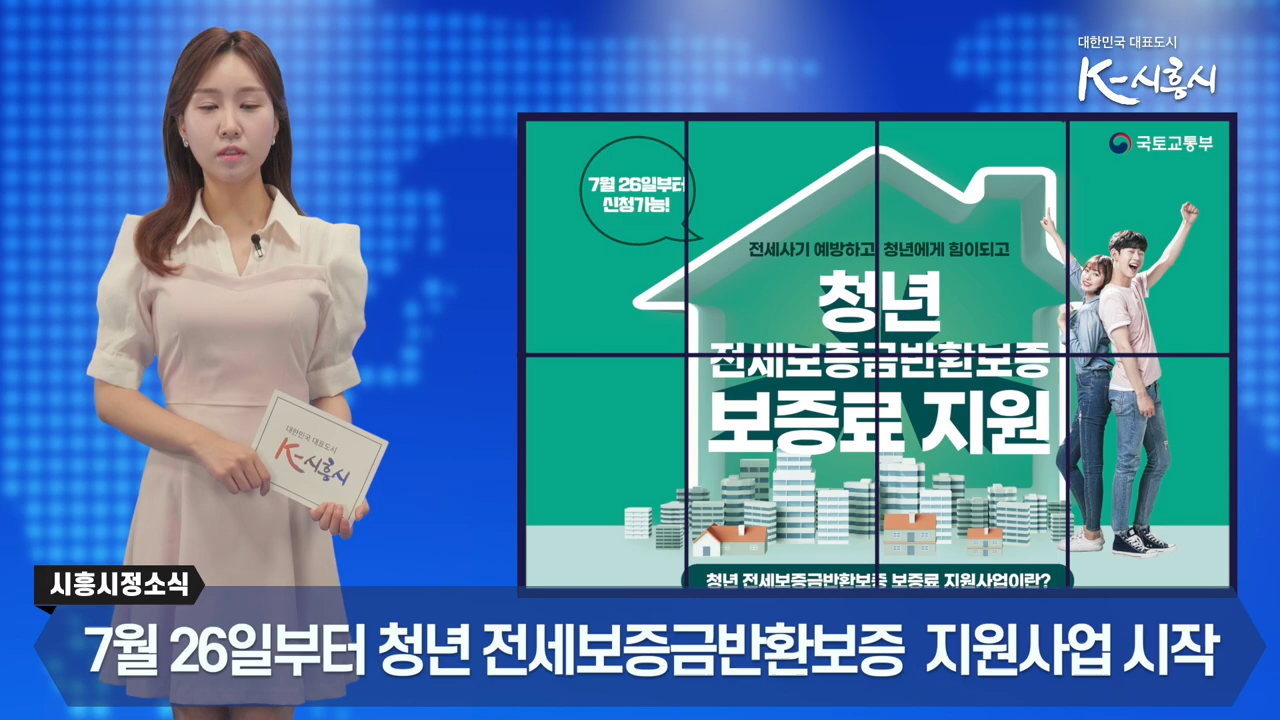 대한민국 대표도시
K-시흥시
국토교통부
7월 26일부터
신청가능!
전세사기 예방하고, 청년에게 힘이되고
청년
전세보증금반환보증
보증료 지원
대한민국 대표도시
K-시흥시
청년 전세보증금반환보증 보증료 지원사업이란?
시흥시정소식
7월 26일부터 청년 전세보증금반환보증 지원사업 시작